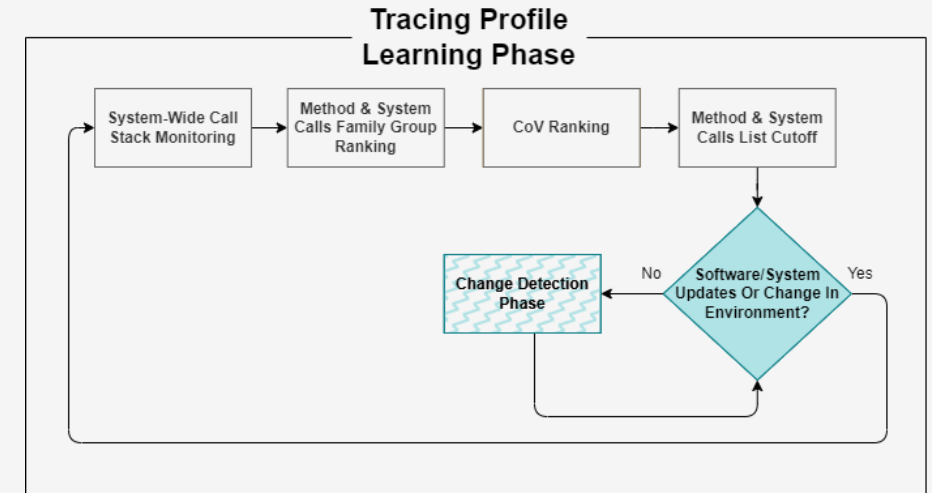 Tracing Profile
Learning Phase
System-Wide Call
Stack Monitoring
Method & System
Calls Family Group
Ranking
CoV Ranking
Method & System
Calls List Cutoff
No
Software/System
Updates Or Change In
Environment?
Yes
Change Detection
Phase